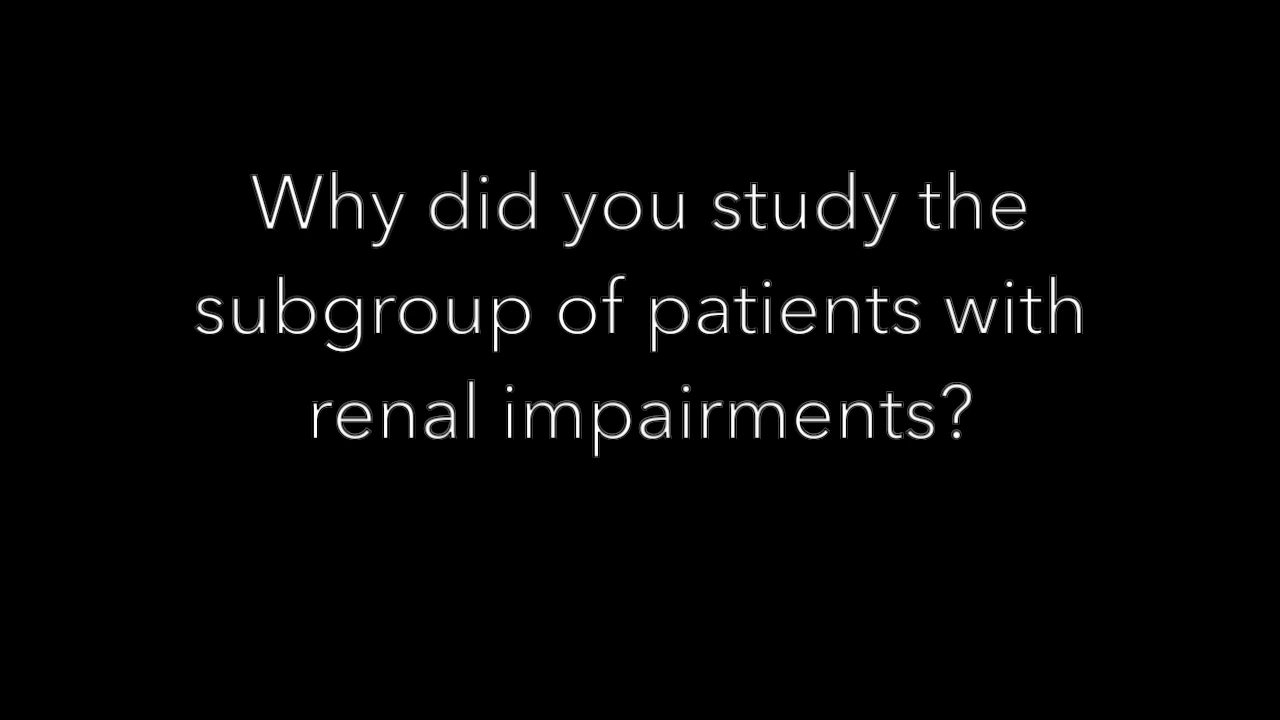 Why did you study the
subgroup of patients with
renal impairments?